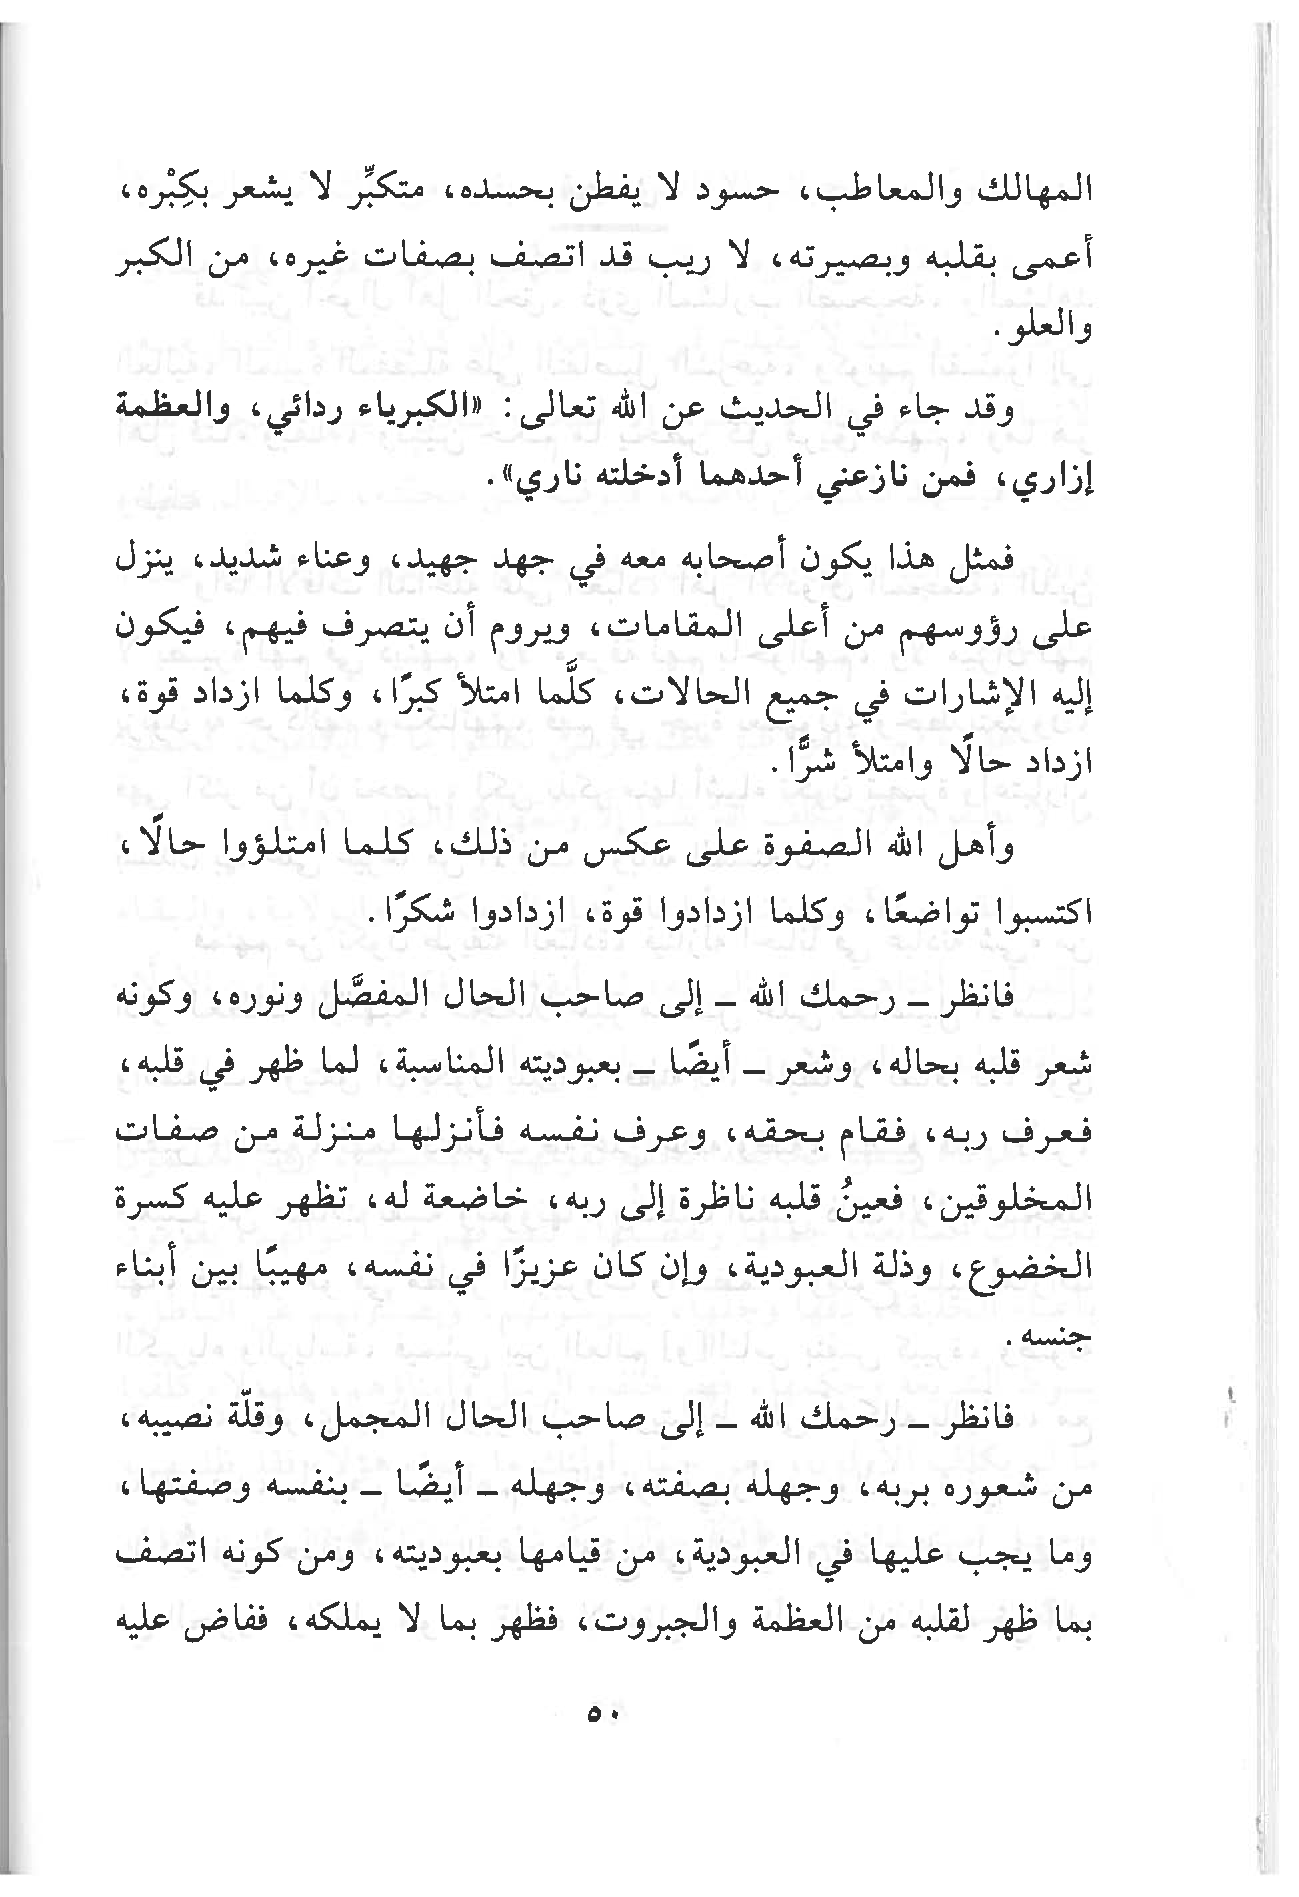 المهالك والمعاطب، حسود لا يفطن بحسده، متكبِّر لا يشعر بكِبْره،
أعمى بقلبه وبصيرته، لا ريب قد اتصف بصفات غيره، من الكبر
والعلو.
وقد جاء في الحديث عن الله تعالى: «الكبرياء ردائي، والعظمة
إزاري، فمن نازعني أحدهما أدخلته ناري».
فمثل هذا يكون أصحابه معه في جهد جهيد، وعناء شديد، ينزل
على رؤوسهم من أعلى المقامات، ويروم أن يتصرف فيهم، فيكون
إليه الإشارات في جميع الحالات، كلَّما امتلأ كبرًا، وكلما ازداد قوة،
ازداد حالًا وامتلأ شرًّا.
وأهل الله الصفوة على عكس من ذلك، كلما امتلؤوا حالًا،
اكتسبوا تواضعًا، وكلما ازدادوا قوة، ازدادوا شكرًا.
فانظر ـ رحمك الله ـ إلى صاحب الحال المفصَّل ونوره، وكونه
شعر قلبه بحاله، وشعر ـ أيضًا ـ بعبوديته المناسبة، لما ظهر في قلبه،
فعرف ربه، فقام بحقه، وعرف نفسه فأنزلها منزلة من صفات
المخلوقين، فعينُ قلبه ناظرة إلى ربه، خاضعة له، تظهر عليه كسرة
الخضوع، وذلة العبودية، وإن كان عزيزًا في نفسه، مهيبًا بين أبناء
جنسه.
فانظر ـ رحمك الله ـ إلى صاحب الحال المجمل، وقلّة نصيبه،
من شعوره بربه، وجهله بصفته، وجهله ـ أيضًا ـ بنفسه وصفتها،
وما يجب عليها في العبودية، من قيامها بعبوديته، ومن كونه اتصف
بما ظهر لقلبه من العظمة والجبروت، فظهر بما لا يملكه، ففاض عليه
٥٠